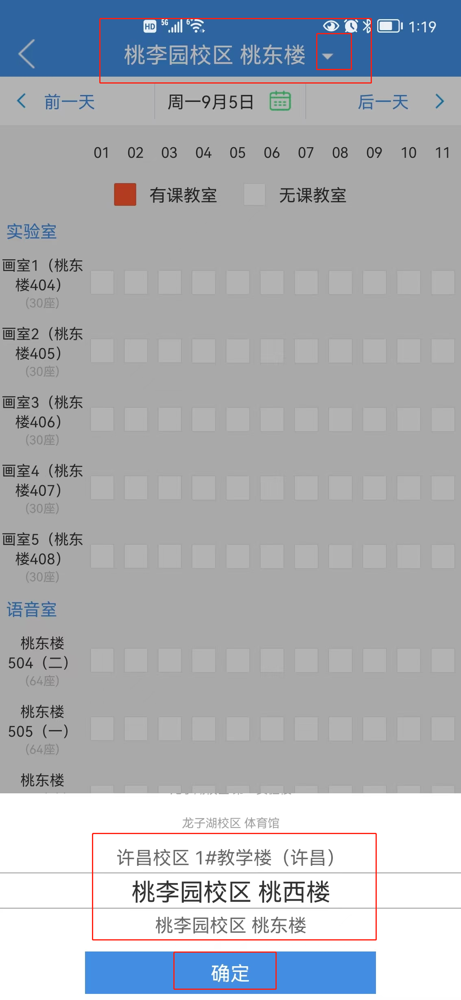 HD 5G 6+ 1:19
桃李园校区 桃东楼
前一天 周一9月5日 后一天
01 02 03 04 05 06 07 08 09 10 11
有课教室 无课教室
实验室
画室1（桃东
楼404）
(30座)
画室2（桃东
楼405）
(30座)
画室3（桃东
楼406）
(30座)
画室4（桃东
楼407）
(30座)
画室5（桃东
楼408）
(30座)
语音室
桃东楼
504（二）
(64座)
桃东楼
505（一）
(64座)
桃东楼
龙子湖校区 体育馆
许昌校区 1#教学楼（许昌）
桃李园校区 桃西楼
桃李园校区 桃东楼
确定